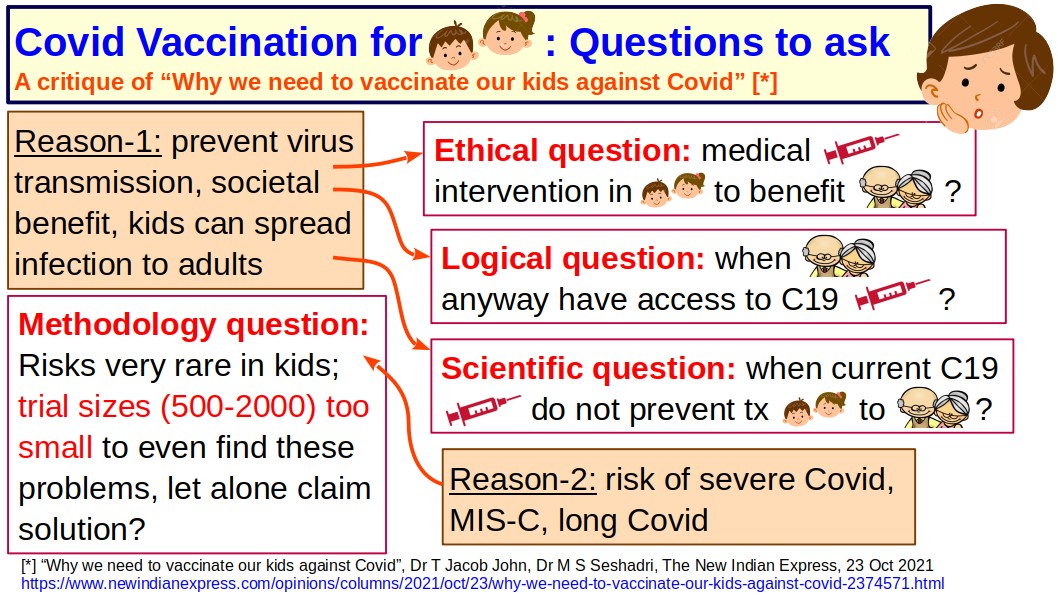 Covid Vaccination for : Questions to ask
A critique of “Why we need to vaccinate our kids against Covid” [*]
Reason-1: prevent virus
transmission, societal
benefit, kids can spread
infection to adults
Ethical question: medical
intervention in to benefit ?
Logical question: when
anyway have access to C19 ?
Scientific question: when current C19
do not prevent tx to ?
Methodology question:
Risks very rare in kids;
trial sizes (500-2000) too
small to even find these
problems, let alone claim
solution?
Reason-2: risk of severe Covid,
MIS-C, long Covid
[*] “Why we need to vaccinate our kids against Covid”, Dr T Jacob John, Dr M S Seshadri, The New Indian Express, 23 Oct 2021
https://www.newindianexpress.com/opinions/columns/2021/oct/23/why-we-need-to-vaccinate-our-kids-against-covid-2374571.html